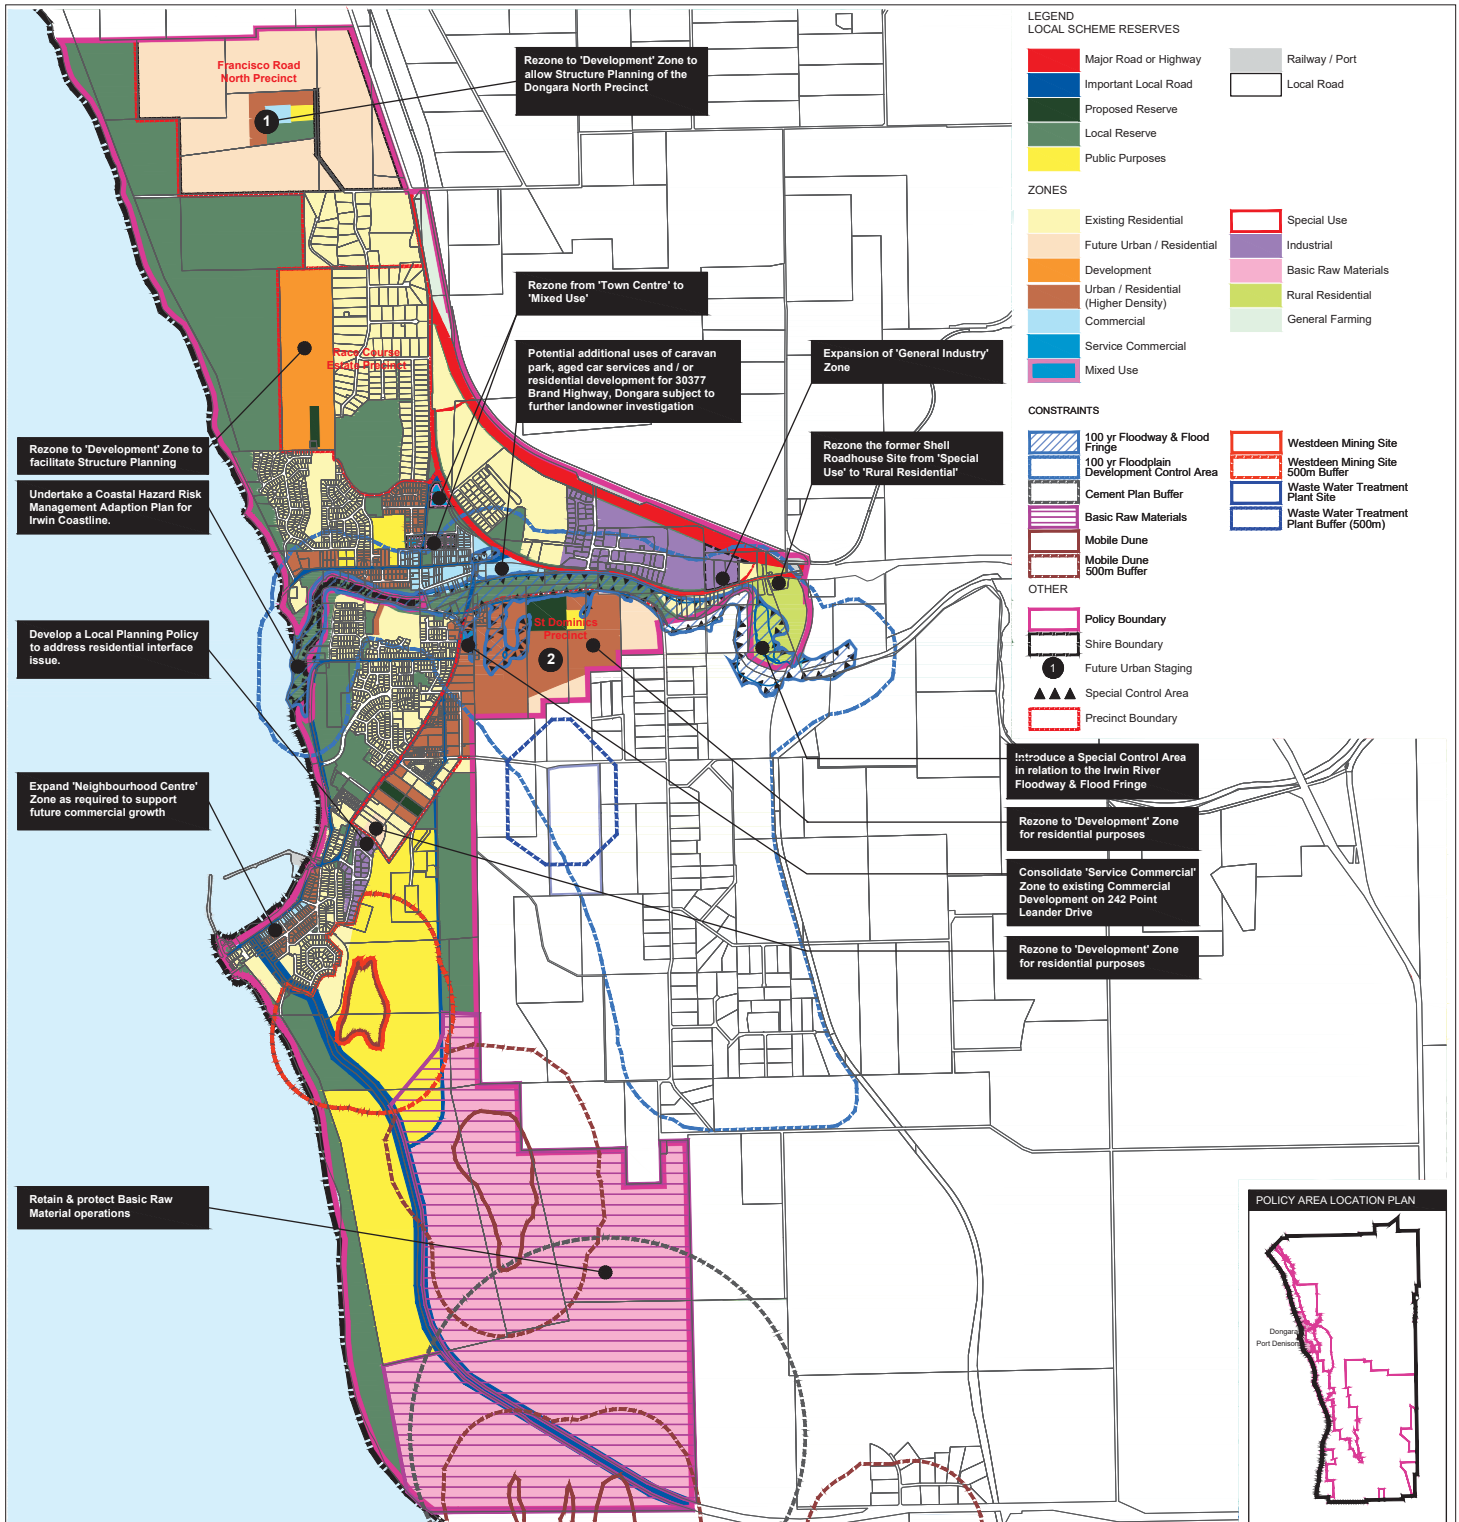 Francisco Road
North Precinct
1
Rezone to 'Development' Zone to
allow Structure Planning of the
Dongara North Precinct
Rezone from 'Town Centre' to
'Mixed Use'
Potential additional uses of caravan
park, aged car services and / or
residential development for 30377
Brand Highway, Dongara subject to
further landowner investigation
Expansion of 'General Industry'
Zone
Rezone the former Shell
Roadhouse Site from 'Special
Use' to 'Rural Residential'
Race Course
Estate Precinct
Rezone to 'Development' Zone to
facilitate Structure Planning
Undertake a Coastal Hazard Risk
Management Adaption Plan for
Irwin Coastline.
Develop a Local Planning Policy
to address residential interface
issue.
St Dominics
Precinct
2
Expand 'Neighbourhood Centre'
Zone as required to support
future commercial growth
Introduce a Special Control Area
in relation to the Irwin River
Floodway & Flood Fringe
Rezone to 'Development' Zone
for residential purposes
Consolidate 'Service Commercial'
Zone to existing Commercial
Development on 242 Point
Leander Drive
Rezone to 'Development' Zone
for residential purposes
Retain & protect Basic Raw
Material operations
LEGEND
LOCAL SCHEME RESERVES
Major Road or Highway
Important Local Road
Proposed Reserve
Local Reserve
Public Purposes
Railway / Port
Local Road
ZONES
Existing Residential
Future Urban / Residential
Development
Urban / Residential
(Higher Density)
Commercial
Service Commercial
Mixed Use
Special Use
Industrial
Basic Raw Materials
Rural Residential
General Farming
CONSTRAINTS
100 yr Floodway & Flood
Fringe
100 yr Floodplain
Development Control Area
Cement Plan Buffer
Basic Raw Materials
Mobile Dune
Mobile Dune
500m Buffer
Westdeen Mining Site
Westdeen Mining Site
500m Buffer
Waste Water Treatment
Plant Site
Waste Water Treatment
Plant Buffer (500m)
OTHER
Policy Boundary
Shire Boundary
1
Future Urban Staging
Special Control Area
Precinct Boundary
POLICY AREA LOCATION PLAN
Dongara
Port Denison